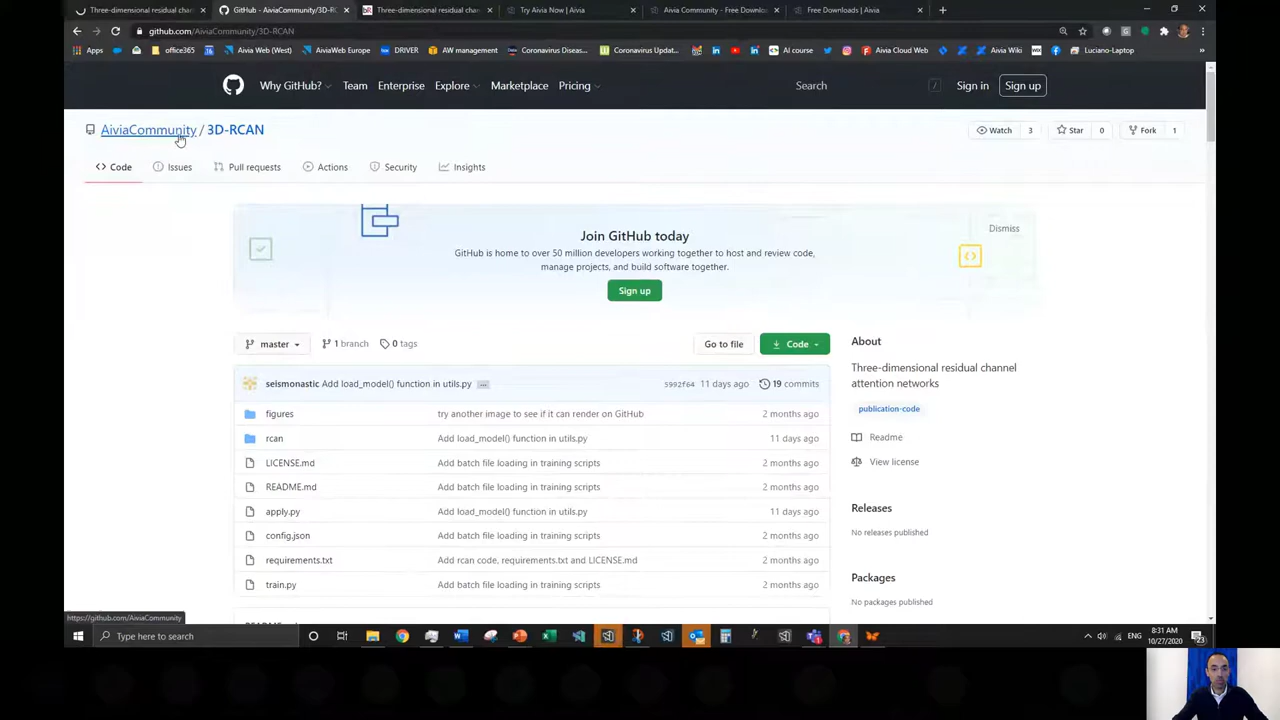 Three-dimensional residual chan
GitHub - AiviaCommunity/3D-RC
Three-dimensional residual chan
Try Aivia Now | Aivia
Aivia Community - Free Downlo
Free Downloads | Aivia
github.com/AiviaCommunity/3D-RCAN
Apps
office365
Aivia Web (West)
AiviaWeb Europe
DRIVER
AW management
Coronavirus Diseas...
Coronavirus Updat...
AI course
Aivia Cloud Web
Aivia Wiki
Luciano-Laptop
Why GitHub?
Team
Enterprise
Explore
Marketplace
Pricing
Search
/
Sign in
Sign up
AiviaCommunity / 3D-RCAN
Watch 3
Star 0
Fork 1
Code
Issues
Pull requests
Actions
Security
Insights
Join GitHub today
Dismiss
GitHub is home to over 50 million developers working together to host and review code,
manage projects, and build software together.
Sign up
master
1 branch
0 tags
Go to file
Code
seismonastic Add load_model() function in utils.py ...
5992f64 11 days ago
19 commits
figures try another image to see if it can render on GitHub 2 months ago
rcan Add load_model() function in utils.py 11 days ago
LICENSE.md Add batch file loading in training scripts 2 months ago
README.md Add batch file loading in training scripts 2 months ago
apply.py Add load_model() function in utils.py 11 days ago
config.json Add batch file loading in training scripts 2 months ago
requirements.txt Add rcan code, requirements.txt and LICENSE.md 2 months ago
train.py Add batch file loading in training scripts 2 months ago
About
Three-dimensional residual channel
attention networks
publication-code
Readme
View license
Releases
No releases published
Packages
No packages published
https://github.com/AiviaCommunity
Type here to search
ENG
8:31 AM
10/27/2020
23